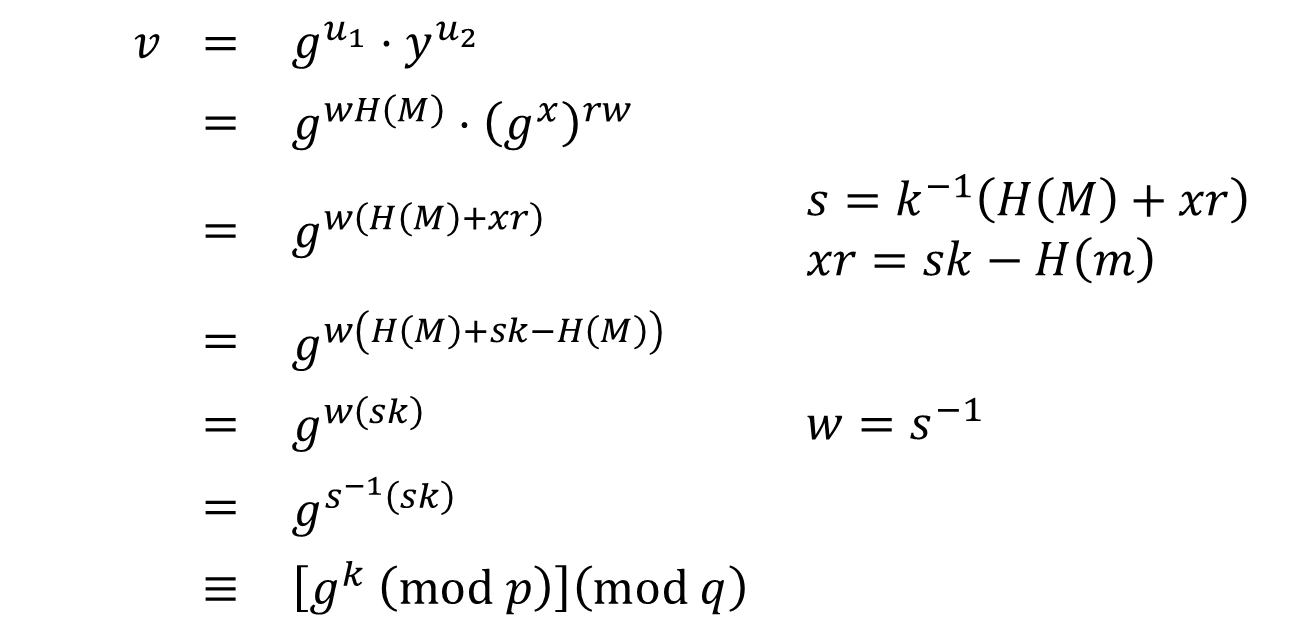 v = g^{u_1} · y^{u_2}
= g^{wH(M)} · (g^x)^{rw}
= g^{w(H(M)+xr)} s = k^{−1}(H(M) + xr)
xr = sk − H(m)
= g^{w(H(M)+sk−H(M))}
= g^{w(sk)} w = s^{−1}
= g^{s^{−1}(sk)}
≡ [g^k (mod p)](mod q)